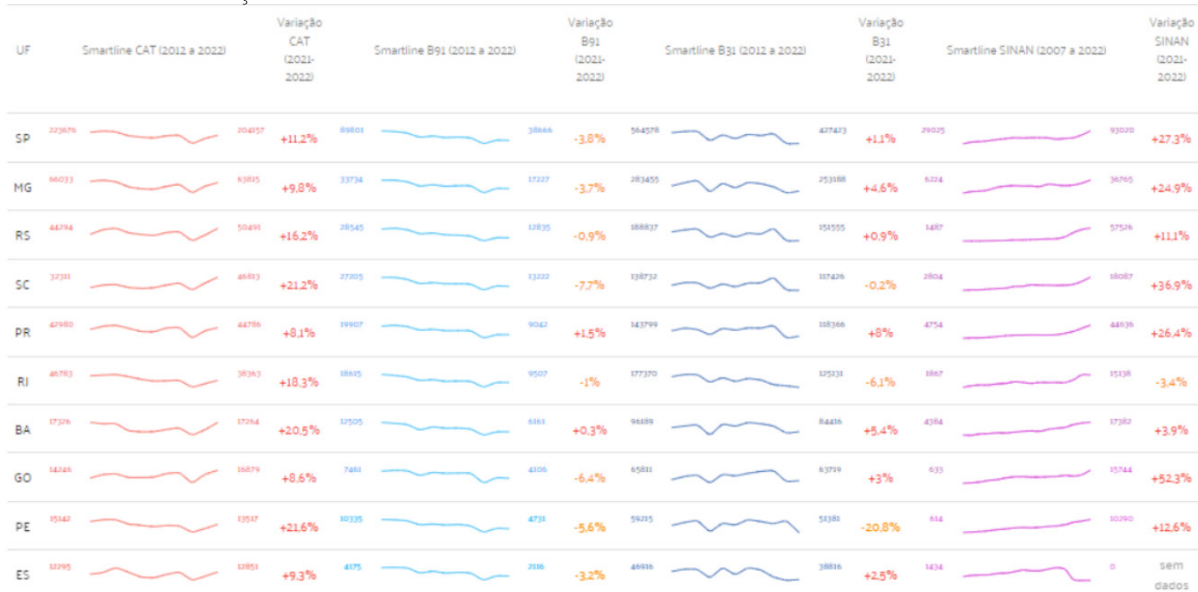 UF Smartline CAT (2012 a 2022) Variação CAT (2021-2022) Smartline B91 (2012 a 2022) Variação B91 (2021-2022) Smartline B31 (2012 a 2022) Variação B31 (2021-2022) Smartline SINAN (2007 a 2022) Variação SINAN (2021-2022)
SP 223676 204157 +11,2% 89801 38666 -3,8% 564578 427423 +1,1% 29025 93020 +27,3%
MG 66033 63815 +9,8% 33734 17227 -3,7% 283455 253188 +4,6% 6224 36765 +24,9%
RS 44294 50491 +16,2% 28545 12835 -0,9% 188837 151555 +0,9% 1487 57526 +11,1%
SC 32311 46813 +21,2% 27205 13222 -7,7% 138732 117426 -0,2% 2804 18087 +36,9%
PR 42980 44786 +8,1% 19907 9042 +1,5% 143799 118366 +8% 4754 44636 +26,4%
RJ 46783 38363 +18,3% 18615 9507 -1% 177370 125131 -6,1% 1867 15138 -3,4%
BA 17326 17264 +20,5% 12505 6161 +0,3% 96189 84416 +5,4% 4384 17382 +3,9%
GO 14246 16879 +8,6% 7461 4106 -6,4% 65811 63719 +3% 633 15744 +52,3%
PE 15142 13517 +21,6% 10335 4731 -5,6% 59215 51381 -20,8% 614 10290 +12,6%
ES 12295 12851 +9,3% 4175 2116 -3,2% 46916 38816 +2,5% 1434 0 sem dados